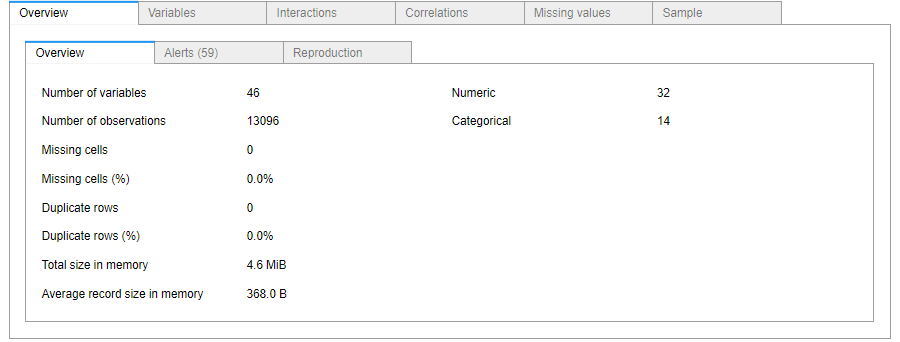 Overview Variables Interactions Correlations Missing values Sample
Overview Alerts (59) Reproduction
Number of variables 46 Numeric 32
Number of observations 13096 Categorical 14
Missing cells 0
Missing cells (%) 0.0%
Duplicate rows 0
Duplicate rows (%) 0.0%
Total size in memory 4.6 MiB
Average record size in memory 368.0 B